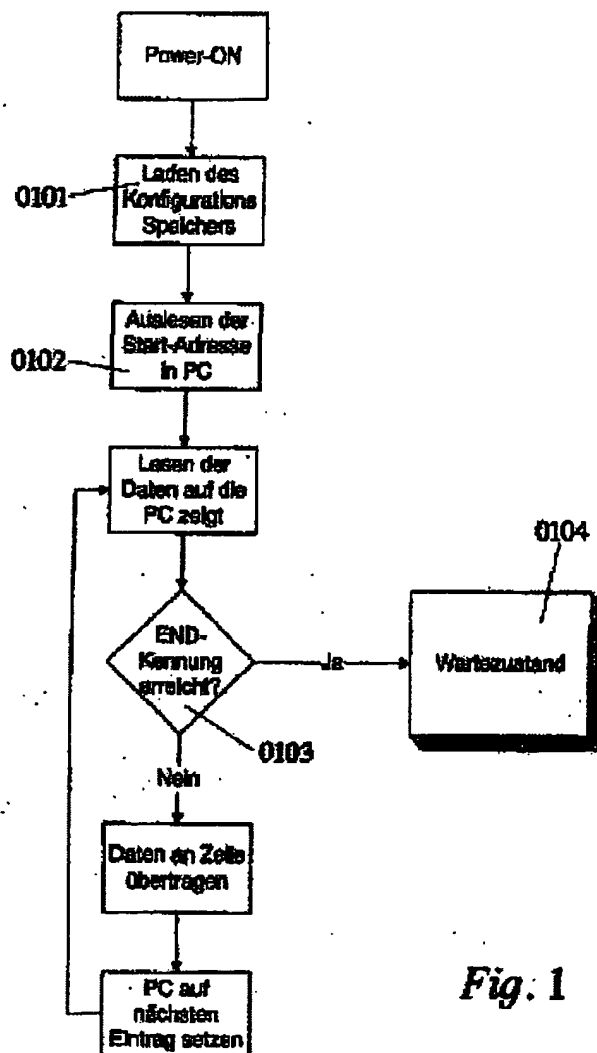 Power-ON
0101
Laden des
Konfigurations
Speichers
0102
Auslesen der
Start-Adresse
in PC
Lesen der
Daten auf die
PC zeigt
0104
END-
Kennung
erreicht?
Ja
Wartezustand
0103
Nein
Daten an Zelle
übertragen
PC auf
nächsten
Eintrag setzen
Fig. 1